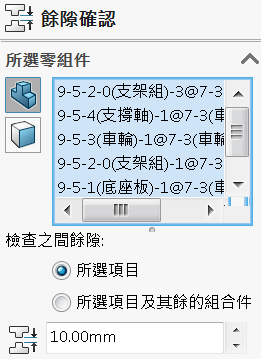 餘隙確認
所選零組件
9-5-2-0(支架組)-3@7-3
9-5-4(支撐軸)-1@7-3(車
9-5-3(車輪)-1@7-3(車輪
9-5-2-0(支架組)-1@7-3
9-5-1(底座板)-1@7-3(車
檢查之間餘隙:
所選項目
所選項目及其餘的組合件
10.00mm